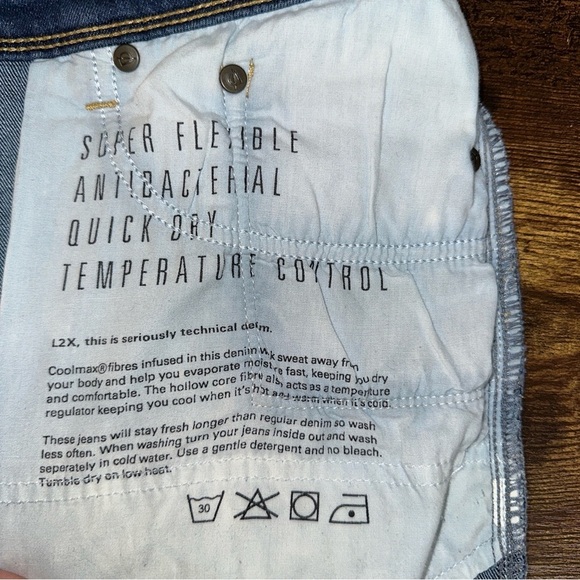 SUPER FLEXIBLE
ANTIBACTERIAL
QUICK DRY
TEMPERATURE CONTROL
L2X, this is seriously technical denim.
Coolmax®fibres infused in this denim wick sweat away from
your body and help you evaporate moisture fast, keeping you dry
and comfortable. The hollow core fibre also acts as a temperature
regulator keeping you cool when it's hot and warm when it's cold.
These jeans will stay fresh longer than regular denim so wash
less often. When washing turn your jeans inside out and wash
seperately in cold water. Use a gentle detergent and no bleach.
Tumble dry on low heat.
30